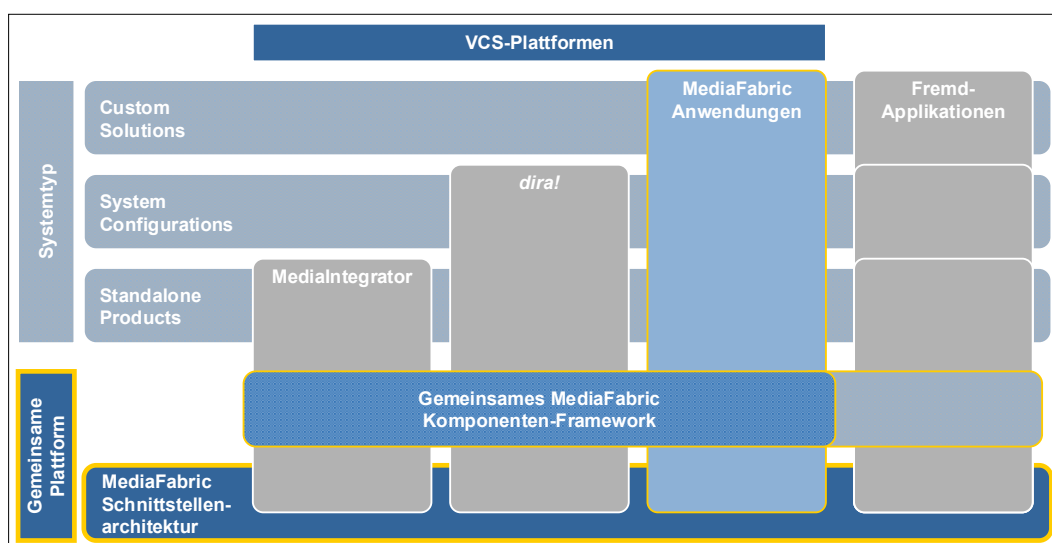 VCS-Plattformen
Systemtyp
Custom
Solutions
MediaFabric
Anwendungen
Fremd-
Applikationen
System
Configurations
dira!
Standalone
Products
MediaIntegrator
Gemeinsame
Plattform
Gemeinsames MediaFabric
Komponenten-Framework
MediaFabric
Schnittstellen-
architektur